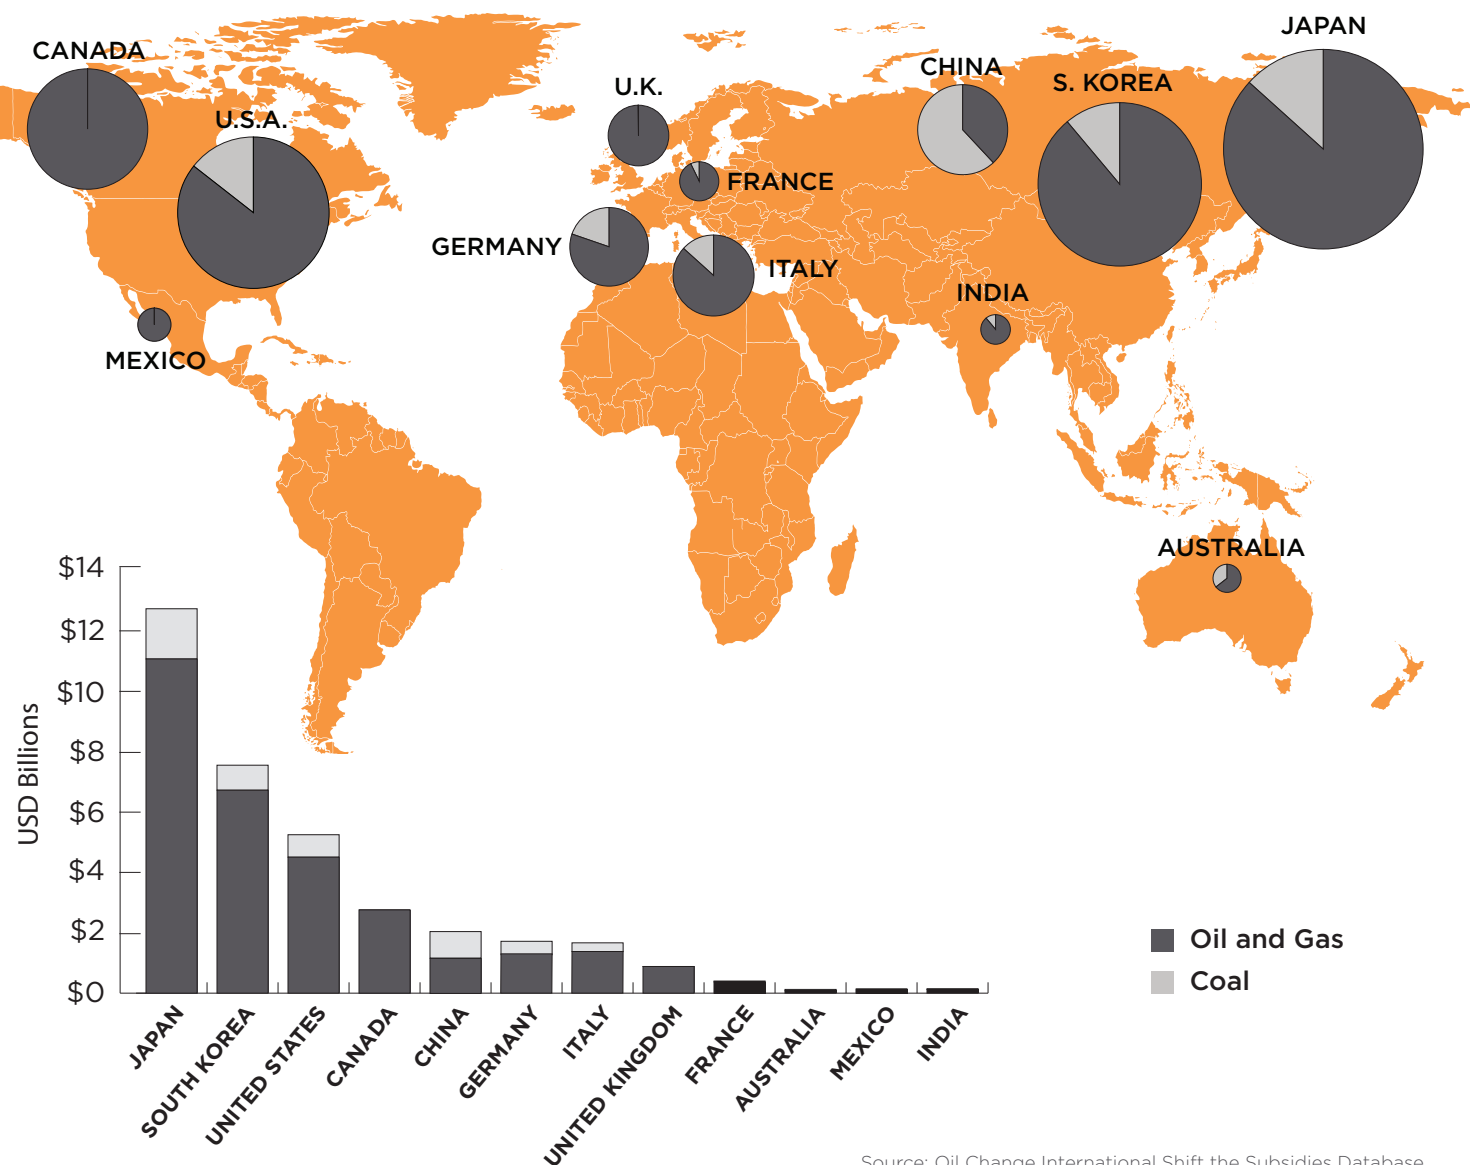 JAPAN
CANADA
CHINA
S. KOREA
U.K.
U.S.A.
FRANCE
GERMANY
ITALY
INDIA
MEXICO
AUSTRALIA
USD Billions
$14
$12
$10
$8
$6
$4
$2
$0
JAPAN
SOUTH KOREA
UNITED STATES
CANADA
CHINA
GERMANY
ITALY
UNITED KINGDOM
FRANCE
AUSTRALIA
MEXICO
INDIA
Oil and Gas
Coal
Source: Oil Change International Shift the Subsidies Database